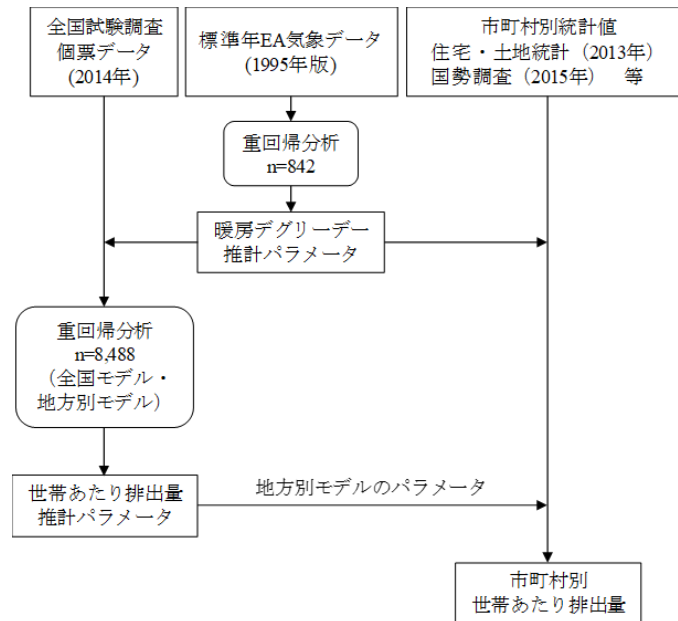 全国試験調査
個票データ
(2014年)
標準年EA気象データ
(1995年版)
市町村別統計値
住宅・土地統計（2013年）
国勢調査（2015年）　等
重回帰分析
n=842
暖房デグリーデー
推計パラメータ
重回帰分析
n=8,488
（全国モデル・
地方別モデル）
世帯あたり排出量
推計パラメータ
地方別モデルのパラメータ
市町村別
世帯あたり排出量